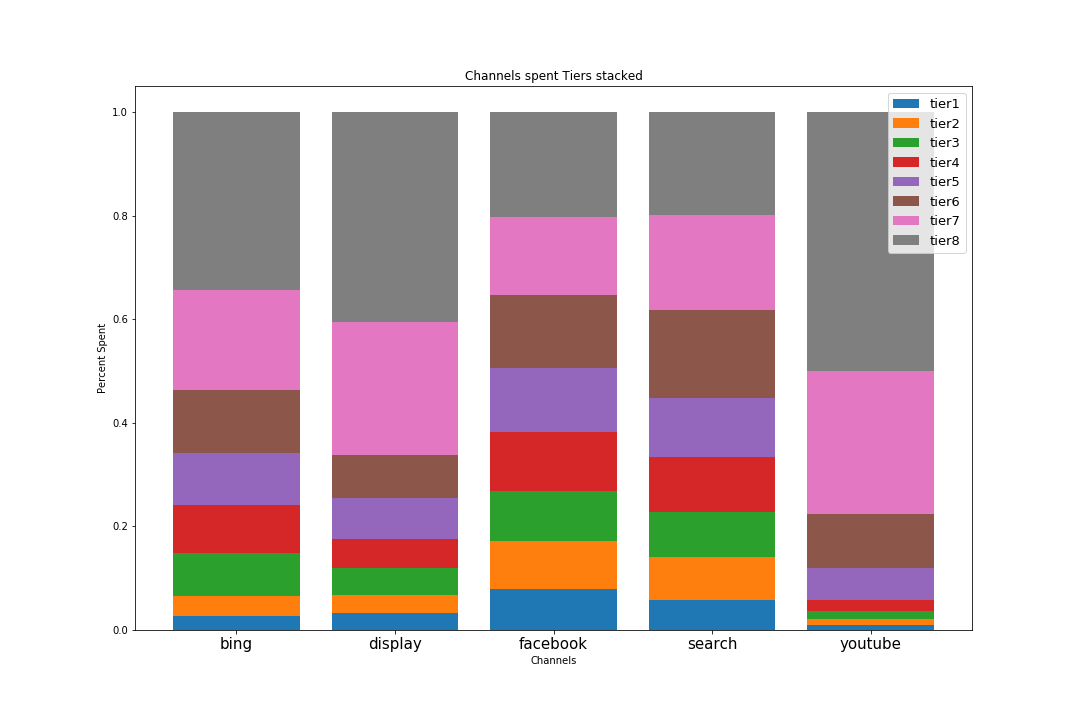 Channels spent Tiers stacked
1.0
0.8
0.6
0.4
0.2
0.0
Percent Spent
tier1
tier2
tier3
tier4
tier5
tier6
tier7
tier8
bing display facebook search youtube
Channels